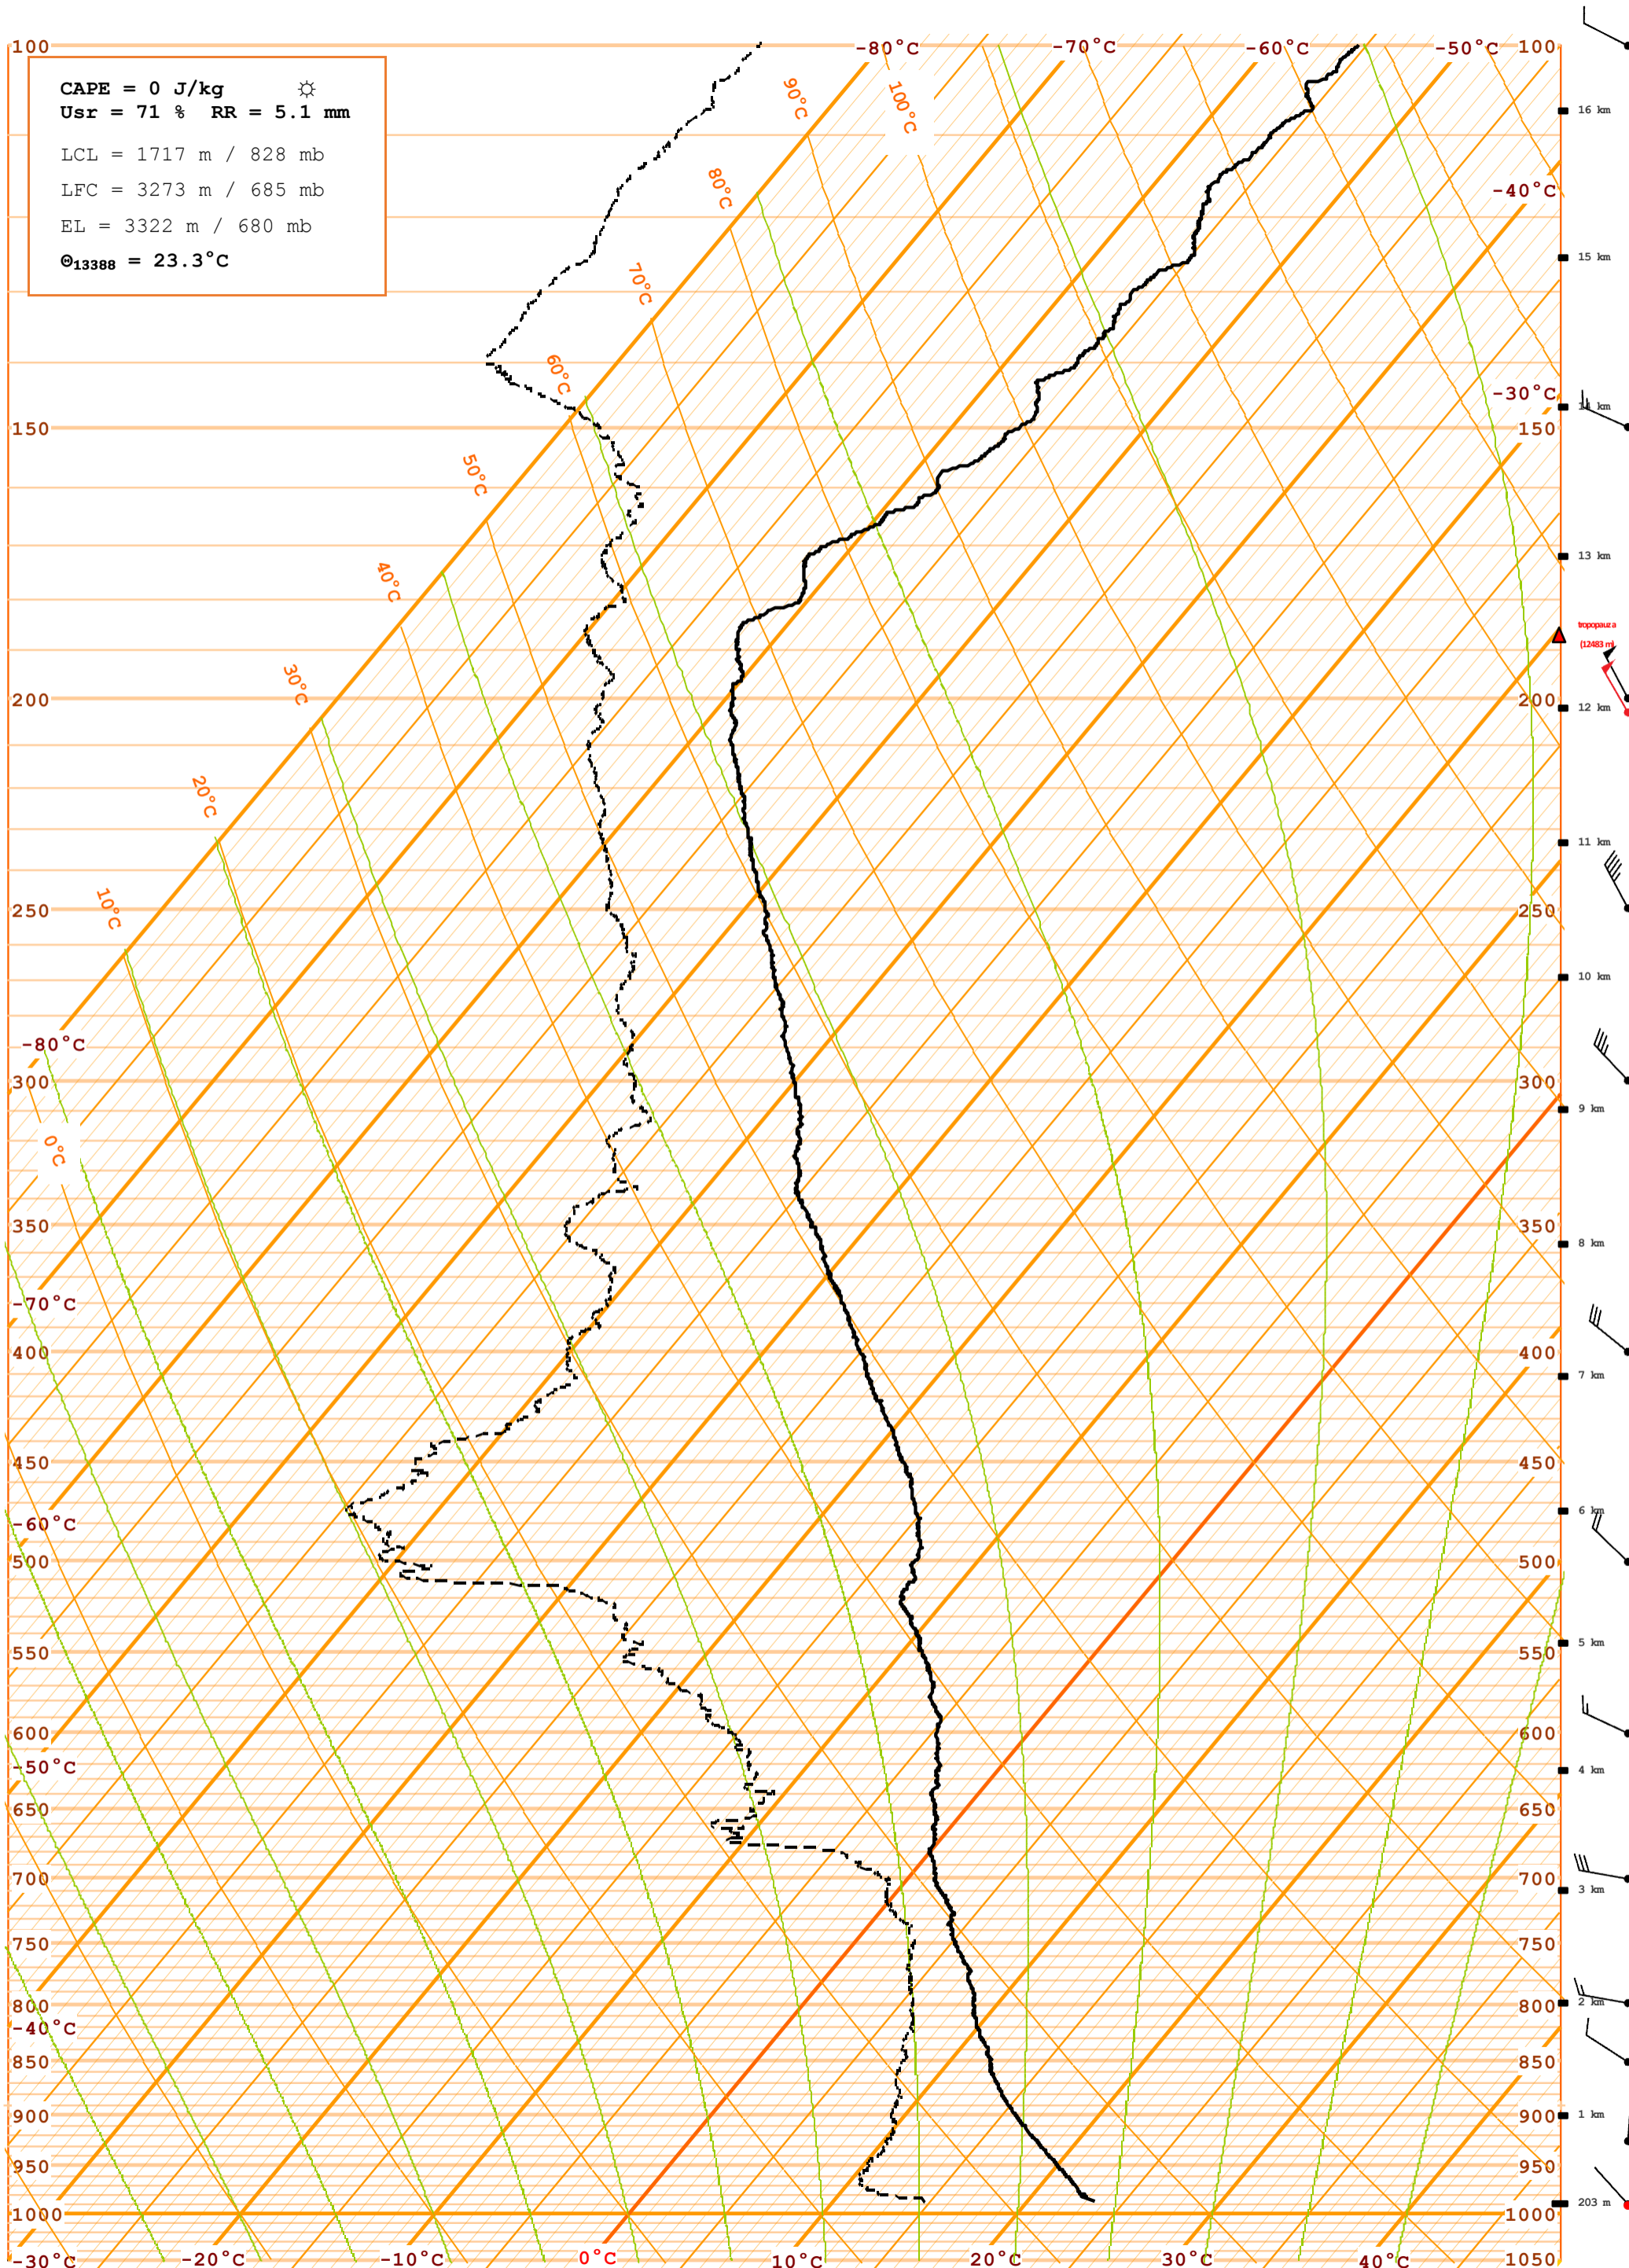 100 -80°C -70°C -60°C -50°C 100
CAPE = 0 J/kg ☼
Usr = 71 % RR = 5.1 mm
LCL = 1717 m / 828 mb
LFC = 3273 m / 685 mb
EL = 3322 m / 680 mb
Θ13388 = 23.3°C
90°C 100°C
16 km
80°C -40°C
70°C 15 km
60°C -30°C
14 km
150 150
50°C
40°C 13 km
30°C tropopauza
(12483 m)
200 200
12 km
20°C
11 km
10°C
250 250
10 km
-80°C
300 300
9 km
0°C
350 350
8 km
-70°C
400 400
7 km
450 450
6 km
-60°C
500 500
5 km
550 550
600 600
-50°C 4 km
650 650
700 700
3 km
750 750
800 800 2 km
-40°C
850 850
900 900 1 km
950 950
203 m
1000 1000
-30°C -20°C -10°C 0°C 10°C 20°C 30°C 40°C 1050